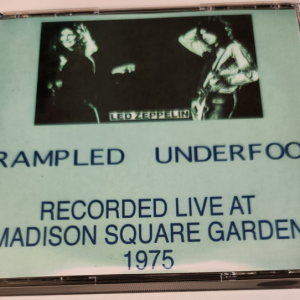 LED ZEPPELIN
RAMPLED UNDERFOO
RECORDED LIVE AT
MADISON SQUARE GARDEN
1975